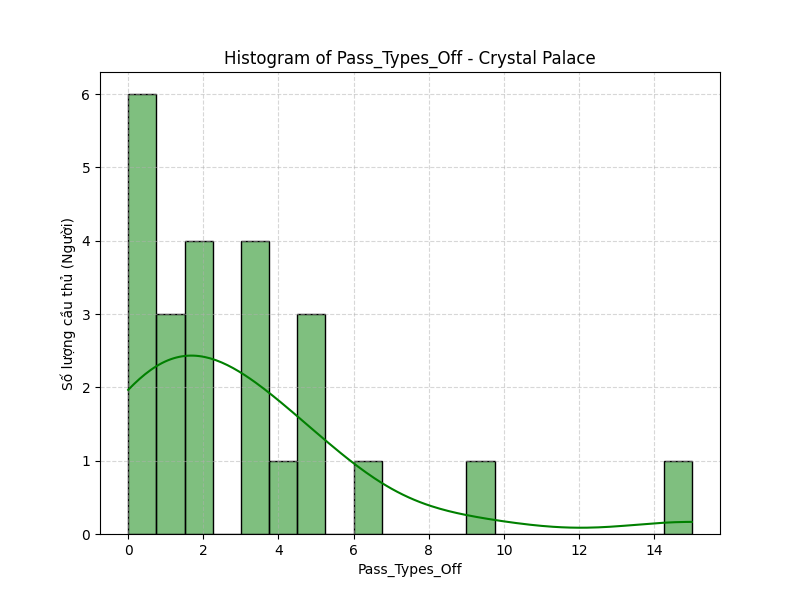 Histogram of Pass_Types_Off - Crystal Palace
Số lượng cầu thủ (Người)
6
5
4
3
2
1
0
0 2 4 6 8 10 12 14
Pass_Types_Off